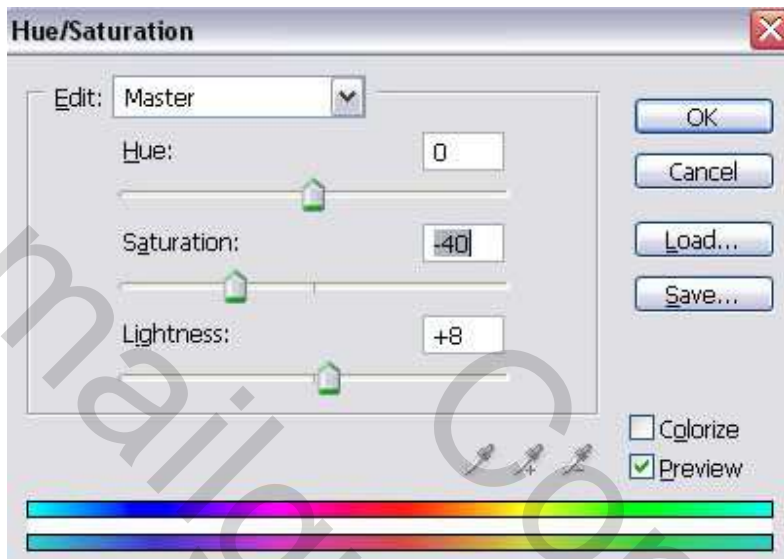 Hue/Saturation
Edit: Master
Hue: 0
Saturation: -40
Lightness: +8
OK
Cancel
Load...
Save...
Colorize
Preview